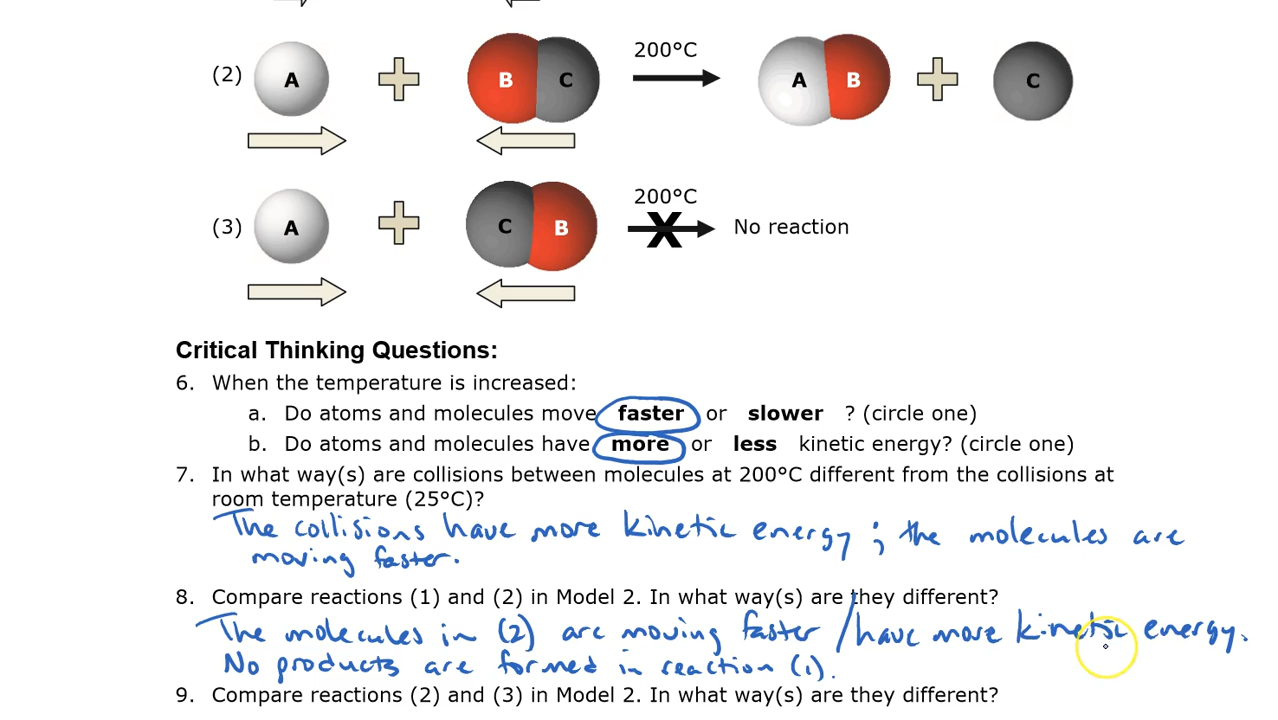 200°C
(2) A B C A B C
200°C
(3) A C B X No reaction
Critical Thinking Questions:
6. When the temperature is increased:
a. Do atoms and molecules move faster or slower ? (circle one)
b. Do atoms and molecules have more or less kinetic energy? (circle one)
7. In what way(s) are collisions between molecules at 200°C different from the collisions at
room temperature (25°C)?
The collisions have more kinetic energy ; the molecules are
moving faster.
8. Compare reactions (1) and (2) in Model 2. In what way(s) are they different?
The molecules in (2) are moving faster / have more kinetic energy.
No products are formed in reaction (1).
9. Compare reactions (2) and (3) in Model 2. In what way(s) are they different?